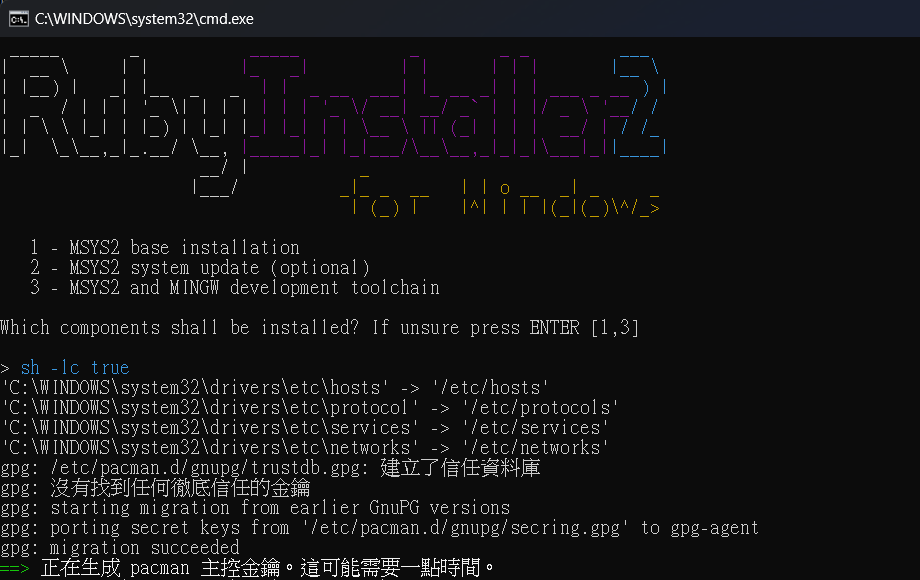 C:\WINDOWS\system32\cmd.exe
RubyInstaller2
for Windows
1 - MSYS2 base installation
2 - MSYS2 system update (optional)
3 - MSYS2 and MINGW development toolchain
Which components shall be installed? If unsure press ENTER [1,3]
> sh -lc true
'C:\WINDOWS\system32\drivers\etc\hosts' -> '/etc/hosts'
'C:\WINDOWS\system32\drivers\etc\protocol' -> '/etc/protocols'
'C:\WINDOWS\system32\drivers\etc\services' -> '/etc/services'
'C:\WINDOWS\system32\drivers\etc\networks' -> '/etc/networks'
gpg: /etc/pacman.d/gnupg/trustdb.gpg: 建立了信任資料庫
gpg: 沒有找到任何徹底信任的金鑰
gpg: starting migration from earlier GnuPG versions
gpg: porting secret keys from '/etc/pacman.d/gnupg/secring.gpg' to gpg-agent
gpg: migration succeeded
==> 正在生成 pacman 主控金鑰。這可能需要一點時間。